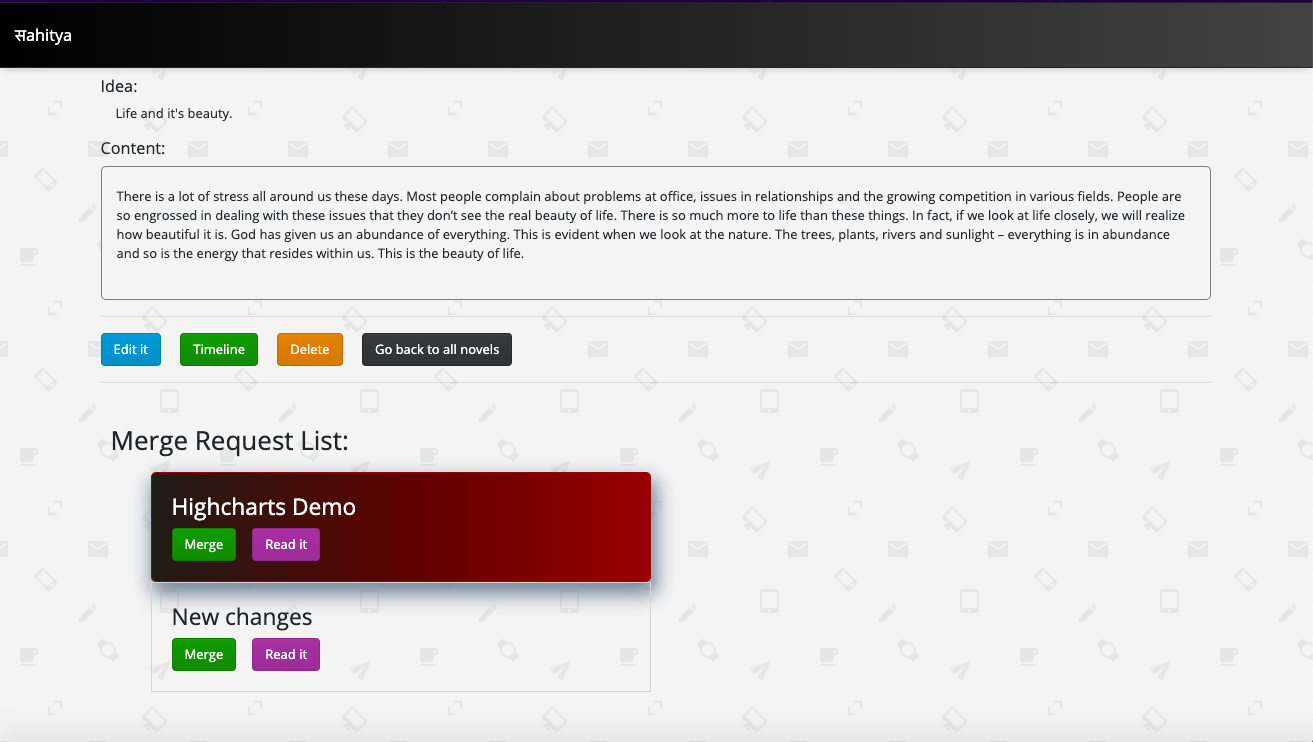 सahitya
Idea:
Life and it's beauty.
Content:
There is a lot of stress all around us these days. Most people complain about problems at office, issues in relationships and the growing competition in various fields. People are
so engrossed in dealing with these issues that they don’t see the real beauty of life. There is so much more to life than these things. In fact, if we look at life closely, we will realize
how beautiful it is. God has given us an abundance of everything. This is evident when we look at the nature. The trees, plants, rivers and sunlight – everything is in abundance
and so is the energy that resides within us. This is the beauty of life.
Edit it Timeline Delete Go back to all novels
Merge Request List:
Highcharts Demo
Merge Read it
New changes
Merge Read it